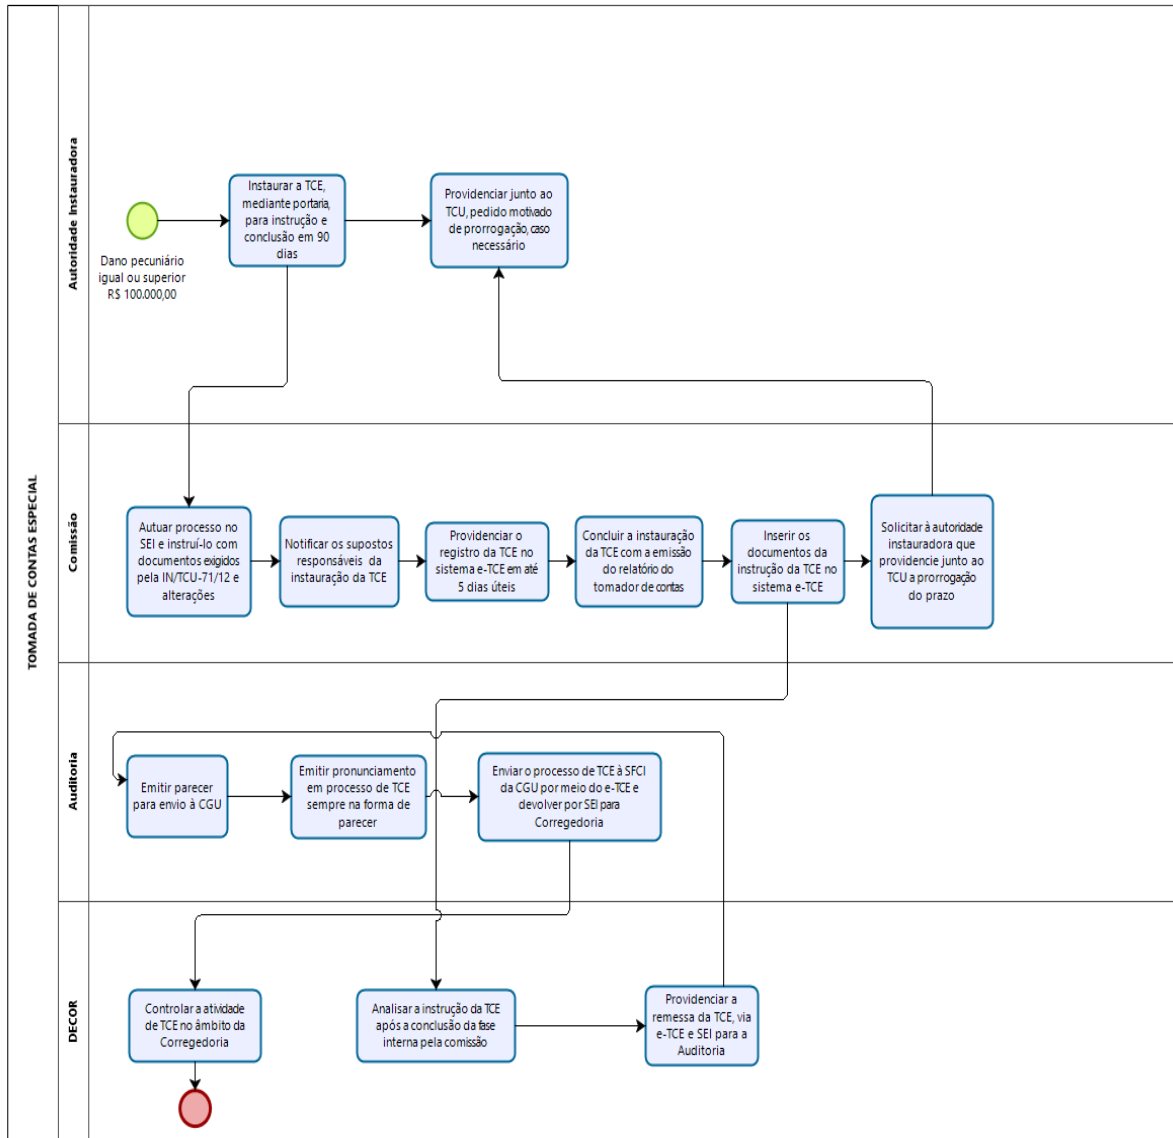 TOMADA DE CONTAS ESPECIAL
Autoridade Instauradora
Dano pecuniário
igual ou superior
R$ 100.000,00
Instaurar a TCE,
mediante portaria,
para instrução e
conclusão em 90
dias
Providenciar junto ao
TCU, pedido motivado
de prorrogação, caso
necessário
Comissão
Autuar processo no
SEI e instruí-lo com
documentos exigidos
pela IN/TCU-71/12 e
alterações
Notificar os supostos
responsáveis da
instauração da TCE
Providenciar o
registro da TCE no
sistema e-TCE em até
5 dias úteis
Concluir a instauração
da TCE com a emissão
do relatório do
tomador de contas
Inserir os
documentos da
instrução da TCE no
sistema e-TCE
Solicitar à autoridade
instauradora que
providencie junto ao
TCU a prorrogação
do prazo
Auditoria
Emitir parecer
para envio à CGU
Emitir pronunciamento
em processo de TCE
sempre na forma de
parecer
Enviar o processo de TCE à SFCI
da CGU por meio do e-TCE e
devolver por SEI para
Corregedoria
DECOR
Controlar a atividade
de TCE no âmbito da
Corregedoria
Analisar a instrução da TCE
após a conclusão da fase
interna pela comissão
Providenciar a
remessa da TCE, via
e-TCE e SEI para a
Auditoria